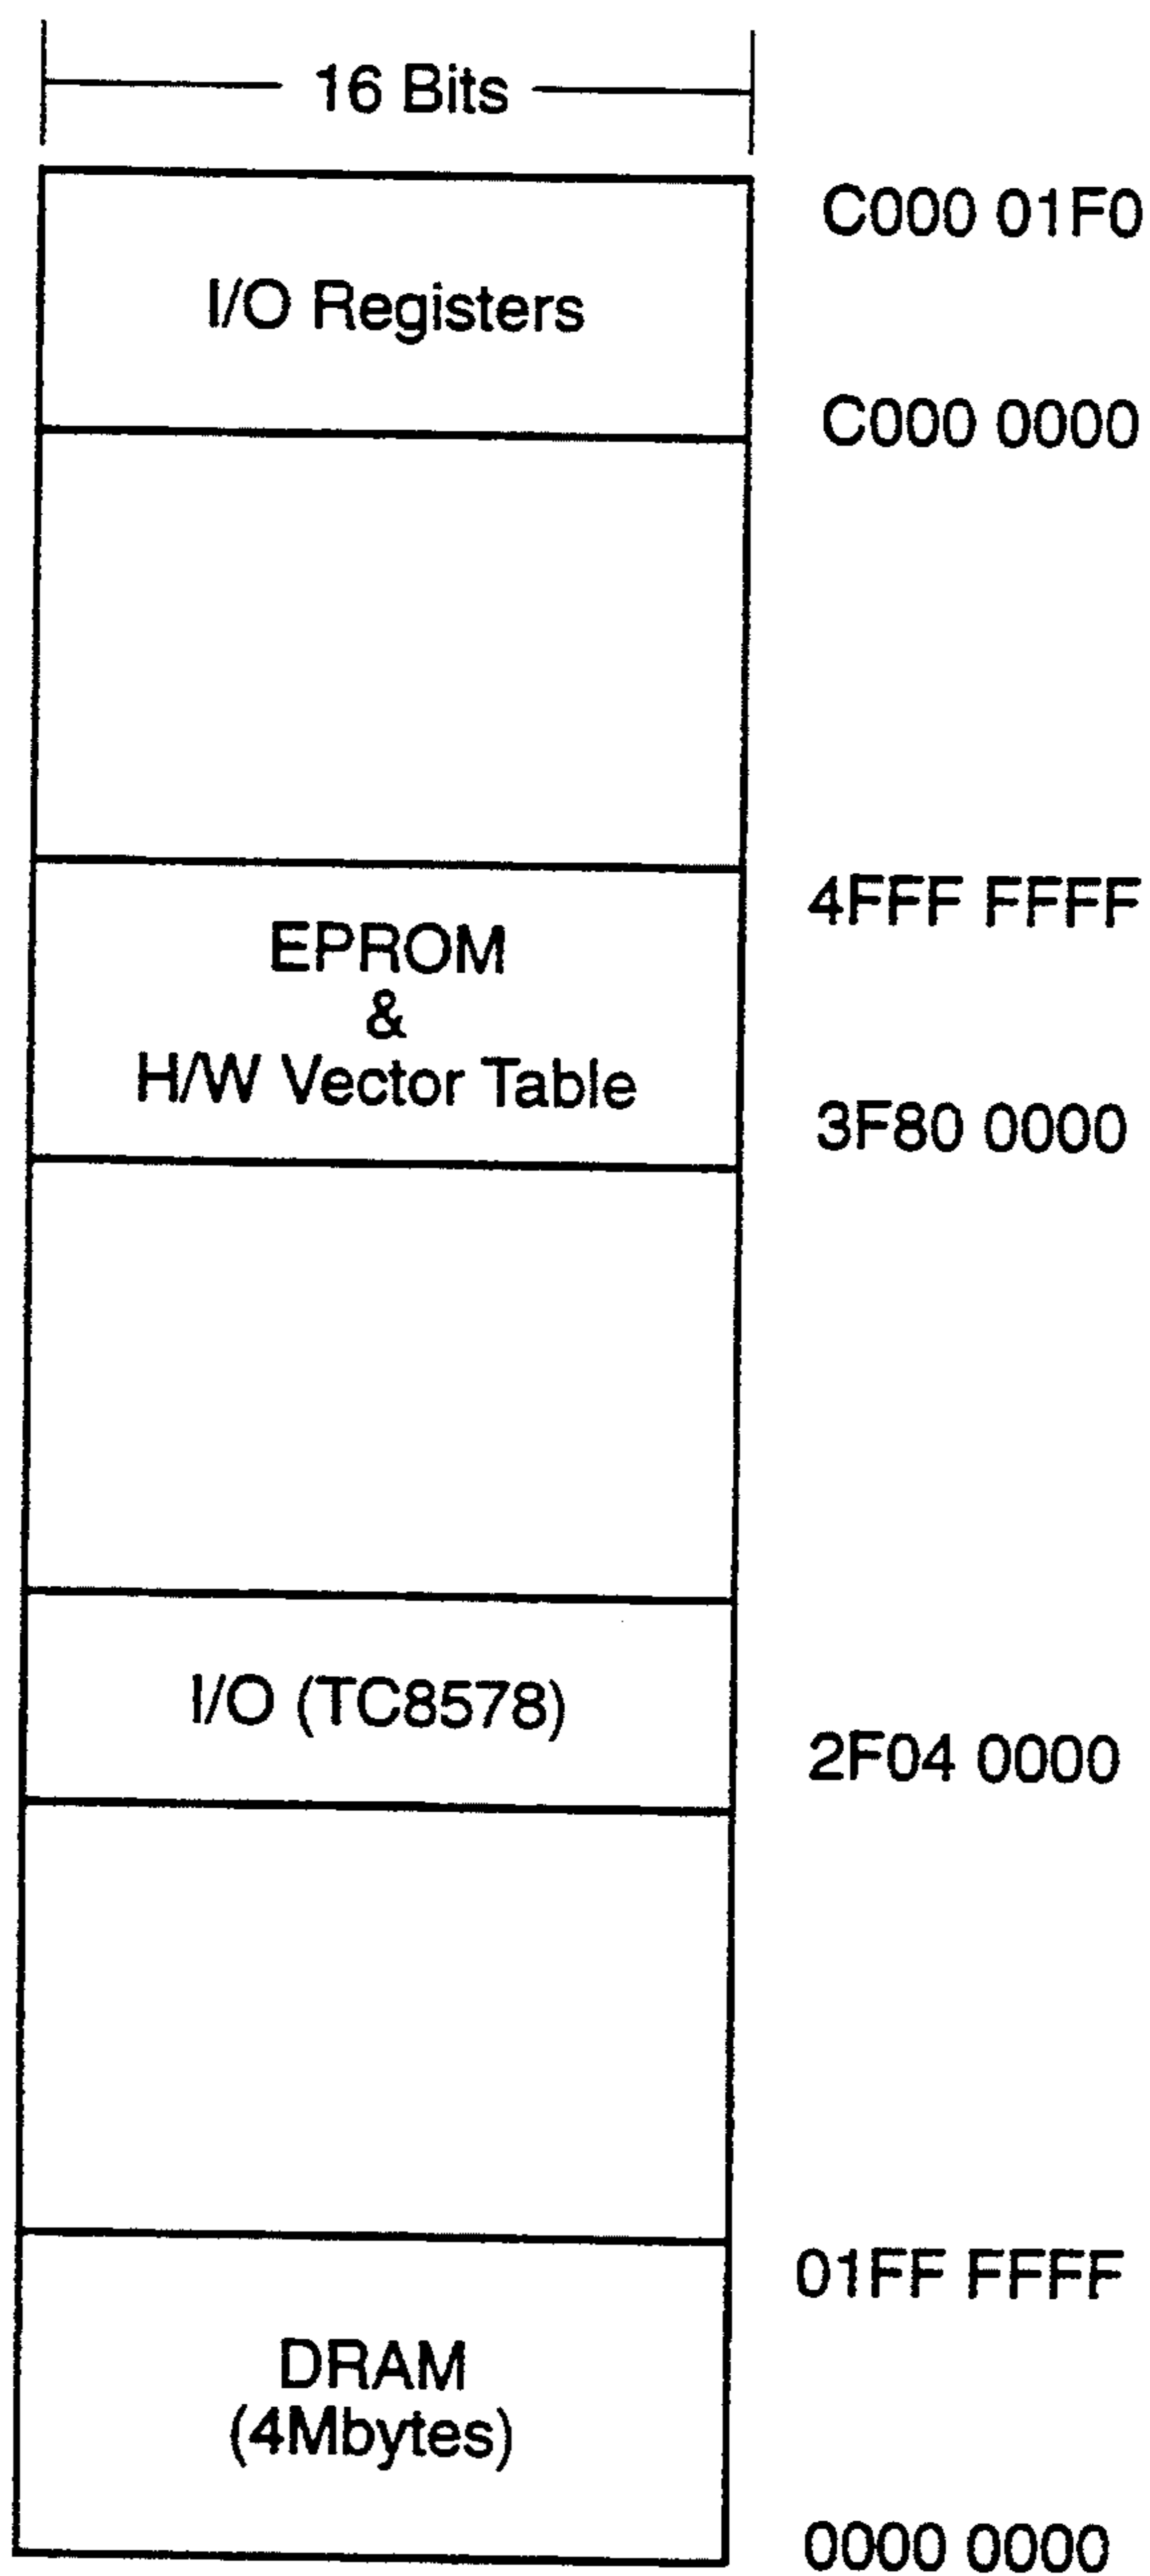 16 Bits
C000 01F0
I/O Registers
C000 0000
4FFF FFFF
EPROM
&
H/W Vector Table
3F80 0000
I/O (TC8578)
2F04 0000
01FF FFFF
DRAM
(4Mbytes)
0000 0000